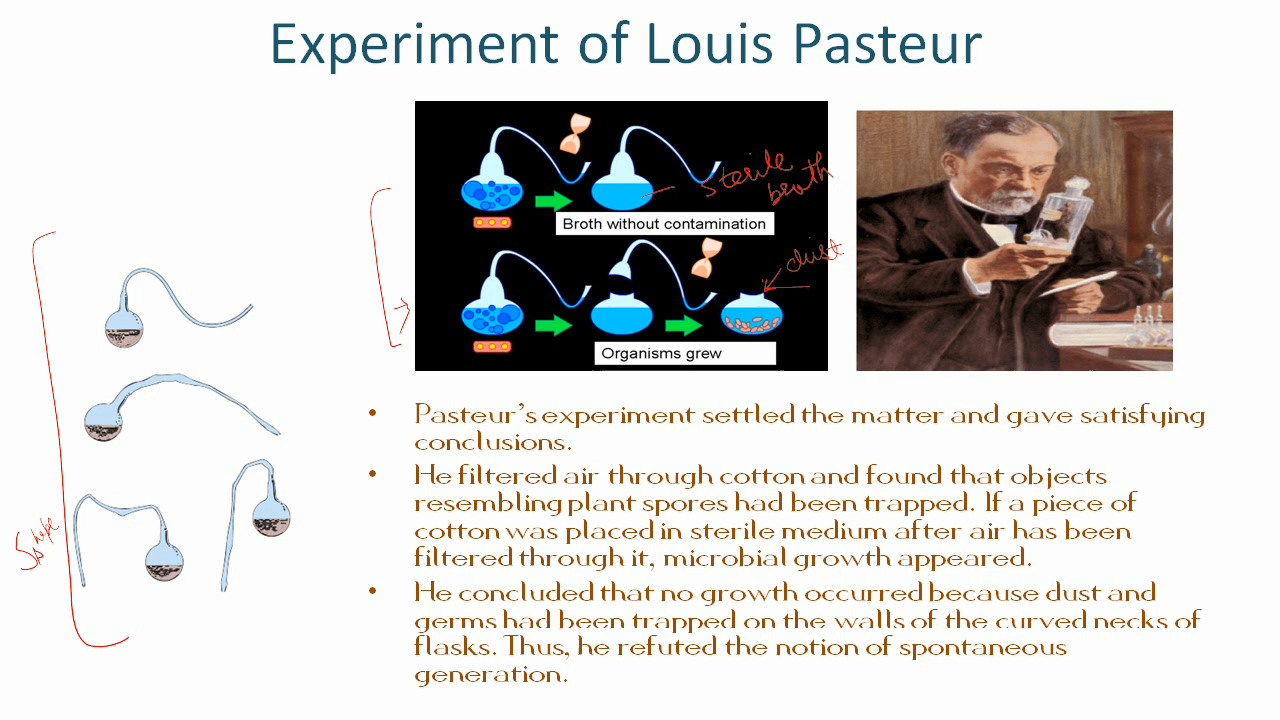 Experiment of Louis Pasteur
sterile
broth
Broth without contamination
dust
Organisms grew
S shape
• Pasteur's experiment settled the matter and gave satisfying
conclusions.
• He filtered air through cotton and found that objects
resembling plant spores had been trapped. If a piece of
cotton was placed in sterile medium after air has been
filtered through it, microbial growth appeared.
• He concluded that no growth occurred because dust and
germs had been trapped on the walls of the curved necks of
flasks. Thus, he refuted the notion of spontaneous
generation.